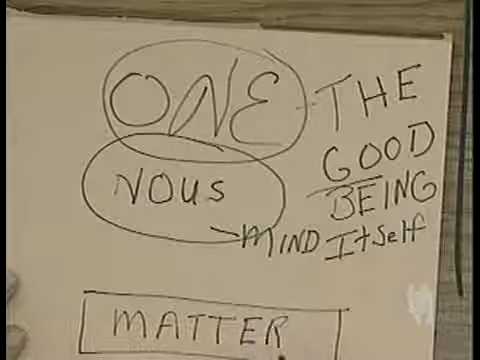 ONE THE
GOOD
NOUS BEING
MIND ItSelf
MATTER